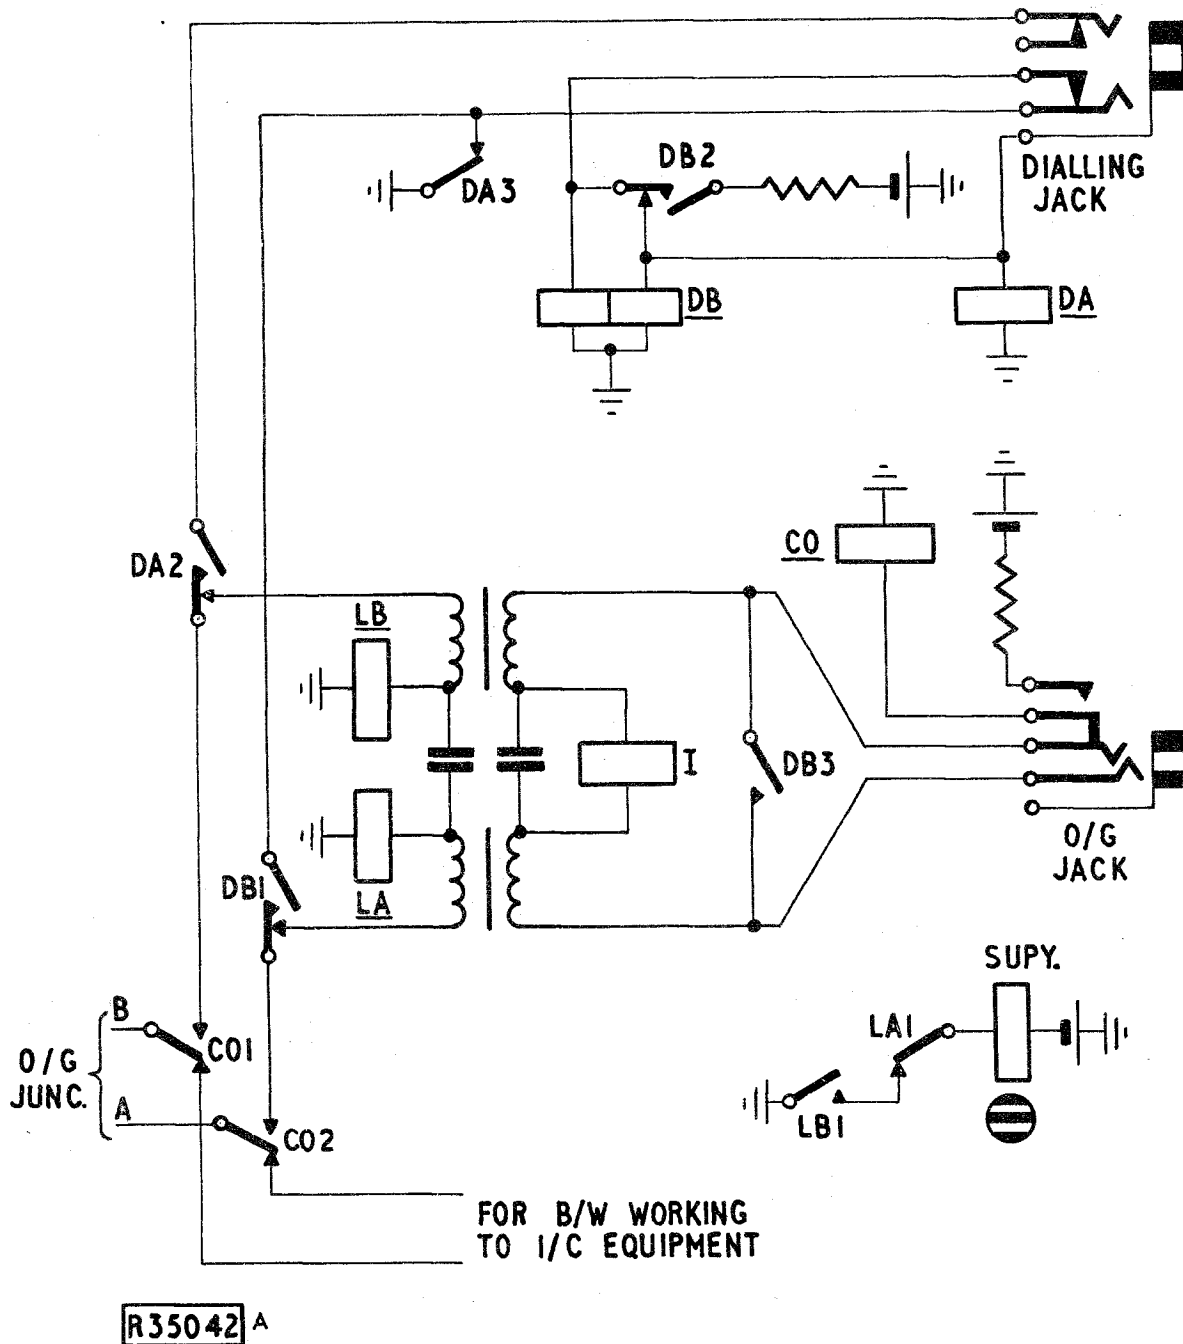 DIALLING
JACK
DB2
DA3
DB
DA
CO
DA2
LB
I
DB3
O/G
JACK
DB1
LA
SUPY.
B
CO1
LA1
O/G
JUNC.
A
LB1
CO2
FOR B/W WORKING
TO I/C EQUIPMENT
R35042 A